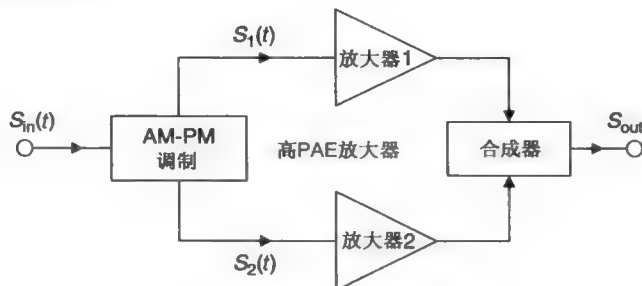 S₁(t)
放大器1
Sᵢₙ(t)
AM-PM
调制
高PAE放大器
合成器
Sₒᵤₜ
放大器2
S₂(t)